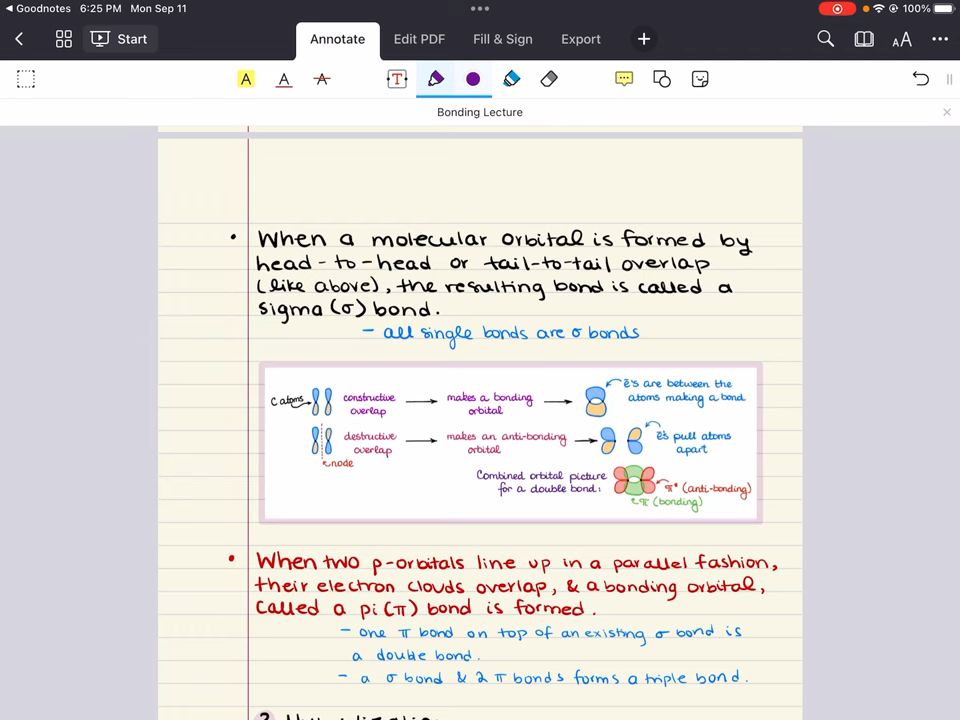 Goodnotes 6:25 PM Mon Sep 11 100%
Start Annotate Edit PDF Fill & Sign Export
Bonding Lecture
• When a molecular orbital is formed by
head-to-head or tail-to-tail overlap
(like above), the resulting bond is called a
sigma (σ) bond.
- all single bonds are σ bonds
C atoms
constructive
overlap
makes a bonding
orbital
ē's are between the
atoms making a bond
destructive
overlap
makes an anti-bonding
orbital
ē's pull atoms
apart
node
Combined orbital picture
for a double bond:
π* (anti-bonding)
π (bonding)
• When two p-orbitals line up in a parallel fashion,
their electron clouds overlap, & a bonding orbital,
called a pi (π) bond is formed.
- one π bond on top of an existing σ bond is
a double bond.
- a σ bond & 2 π bonds forms a triple bond.